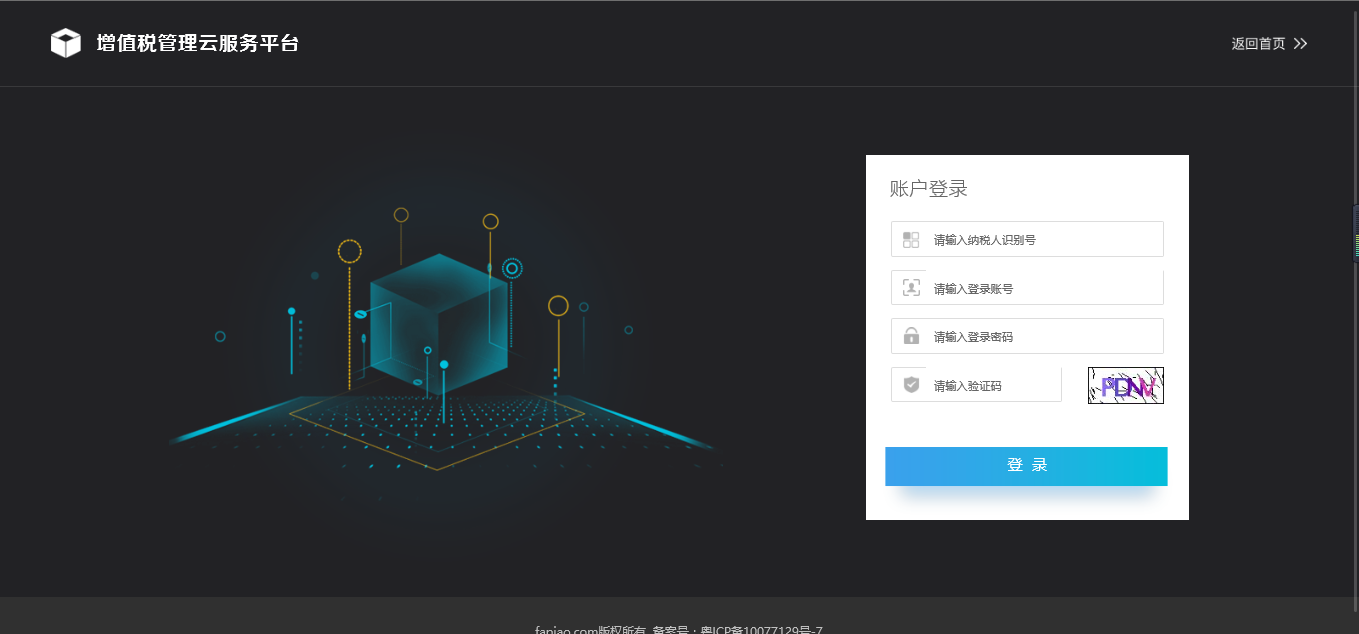 增值税管理云服务平台
返回首页
账户登录
请输入纳税人识别号
请输入登录账号
请输入登录密码
请输入验证码
登 录
fapiao.com版权所有 备案号：粤ICP备10077129号-7